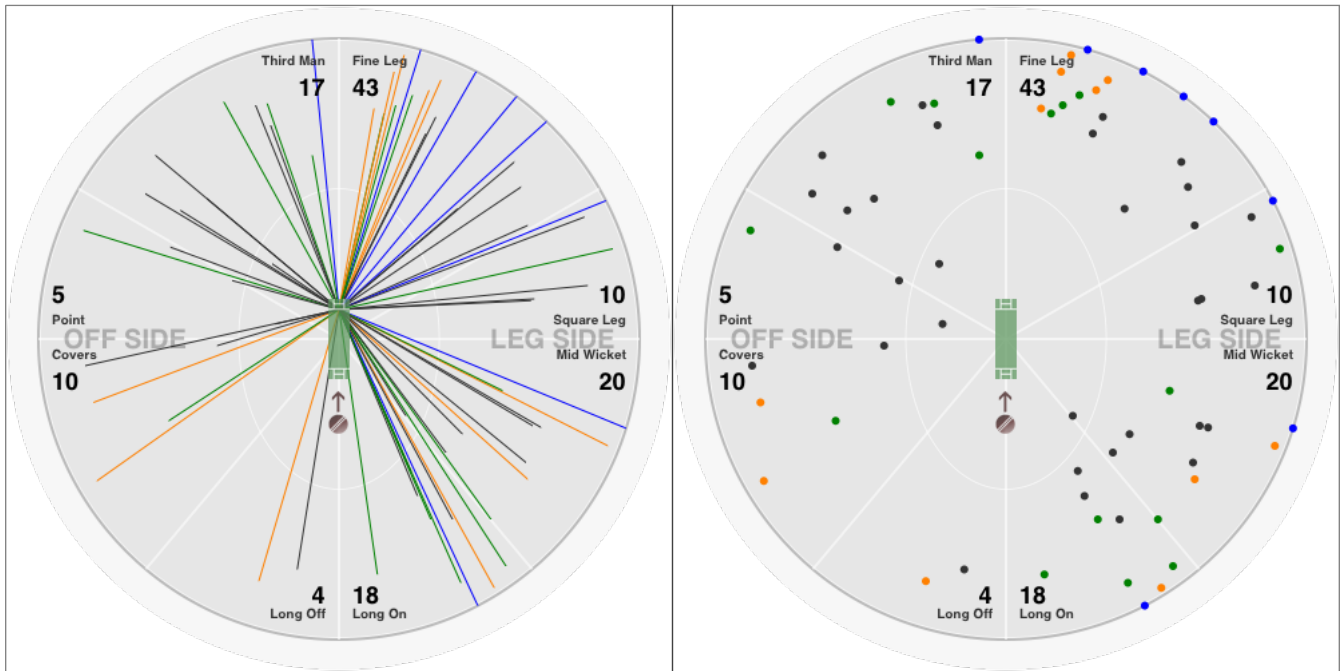 Third Man Fine Leg
17 43
5 10
Point Square Leg
OFF SIDE LEG SIDE
Covers Mid Wicket
10 20
4 18
Long Off Long On
Third Man Fine Leg
17 43
5 10
Point Square Leg
OFF SIDE LEG SIDE
Covers Mid Wicket
10 20
4 18
Long Off Long On